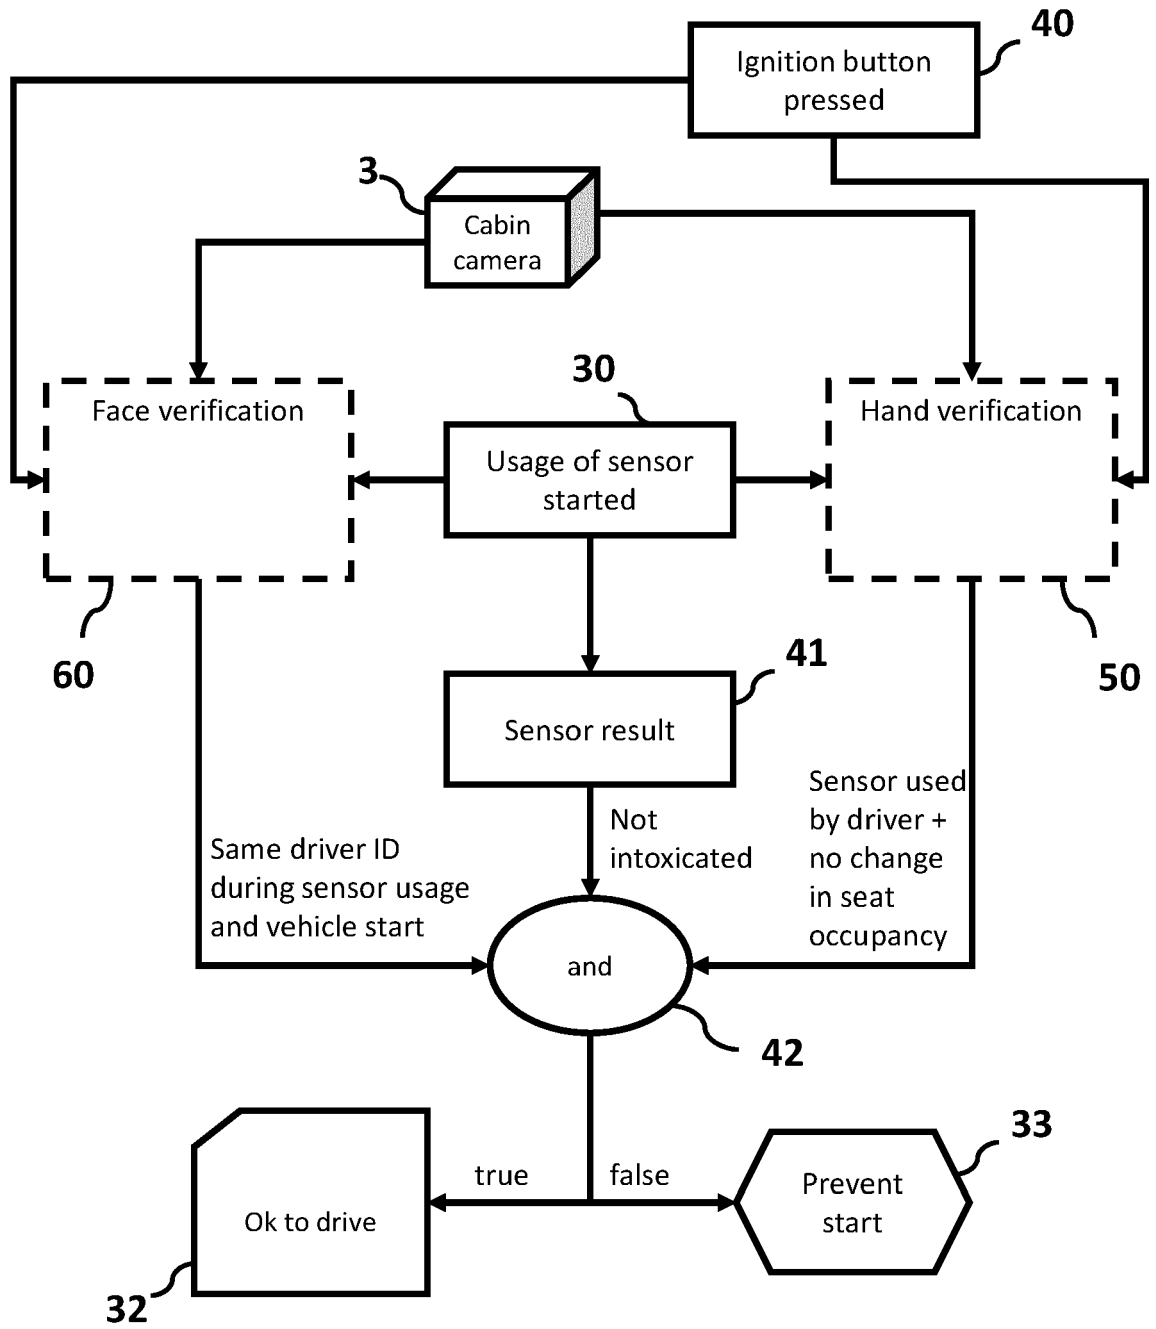 40
Ignition button
pressed
3
Cabin
camera
30
Face verification
Usage of sensor
started
Hand verification
60
50
41
Sensor result
Not
intoxicated
Same driver ID
during sensor usage
and vehicle start
Sensor used
by driver +
no change
in seat
occupancy
and
42
true
false
Ok to drive
32
Prevent
start
33